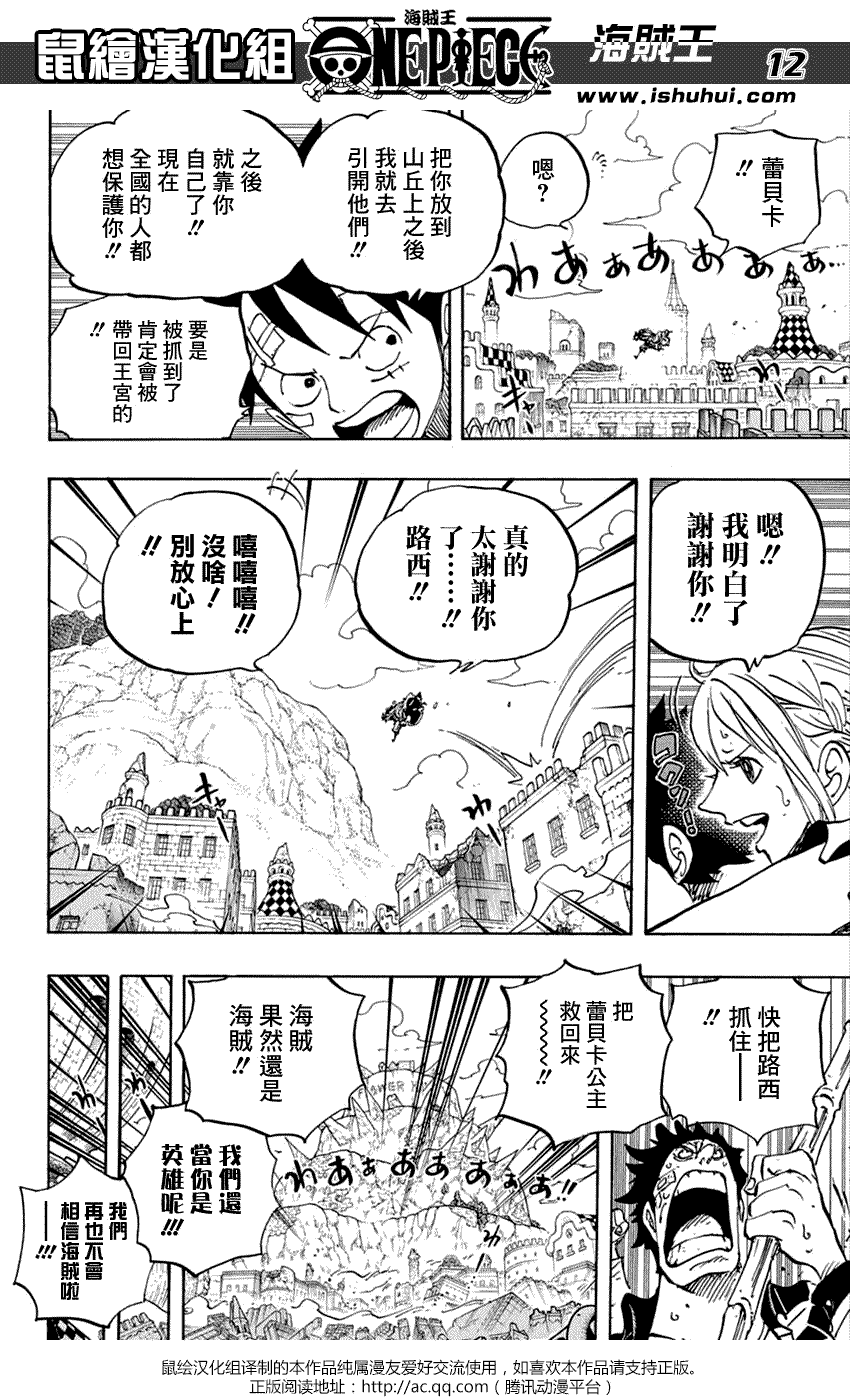 鼠繪漢化組
海賊王
ONE PIECE
海賊王
12
www.ishuhui.com
蕾貝卡
!!
嗯?
わあぁあぁあぁぁ…
わー
把你放到
山丘上之後
我就去
引開他們!!
之後
就靠你
自己了!!
現在
全國的人都
想保護你!!
要是
被抓到了
肯定會被
帶回王宮的
!!
嗯!!
我明白了
謝謝你!!
真的
太謝謝你
了……!!
路西!!
嘻嘻嘻!!
沒啥!
別放心上
!!
わー
わー
快把路西
抓住——
!!
把
蕾貝卡公主
救回來
~~~~!!
海賊
果然還是
海賊!!
わあぁああぁぁぁ!!
我們還
當你是
英雄呢!!!
我們
再也不會
相信海賊啦
——!!!
鼠绘汉化组译制的本作品纯属漫友爱好交流使用，如喜欢本作品请支持正版。
正版阅读地址：http://ac.qq.com（腾讯动漫平台）